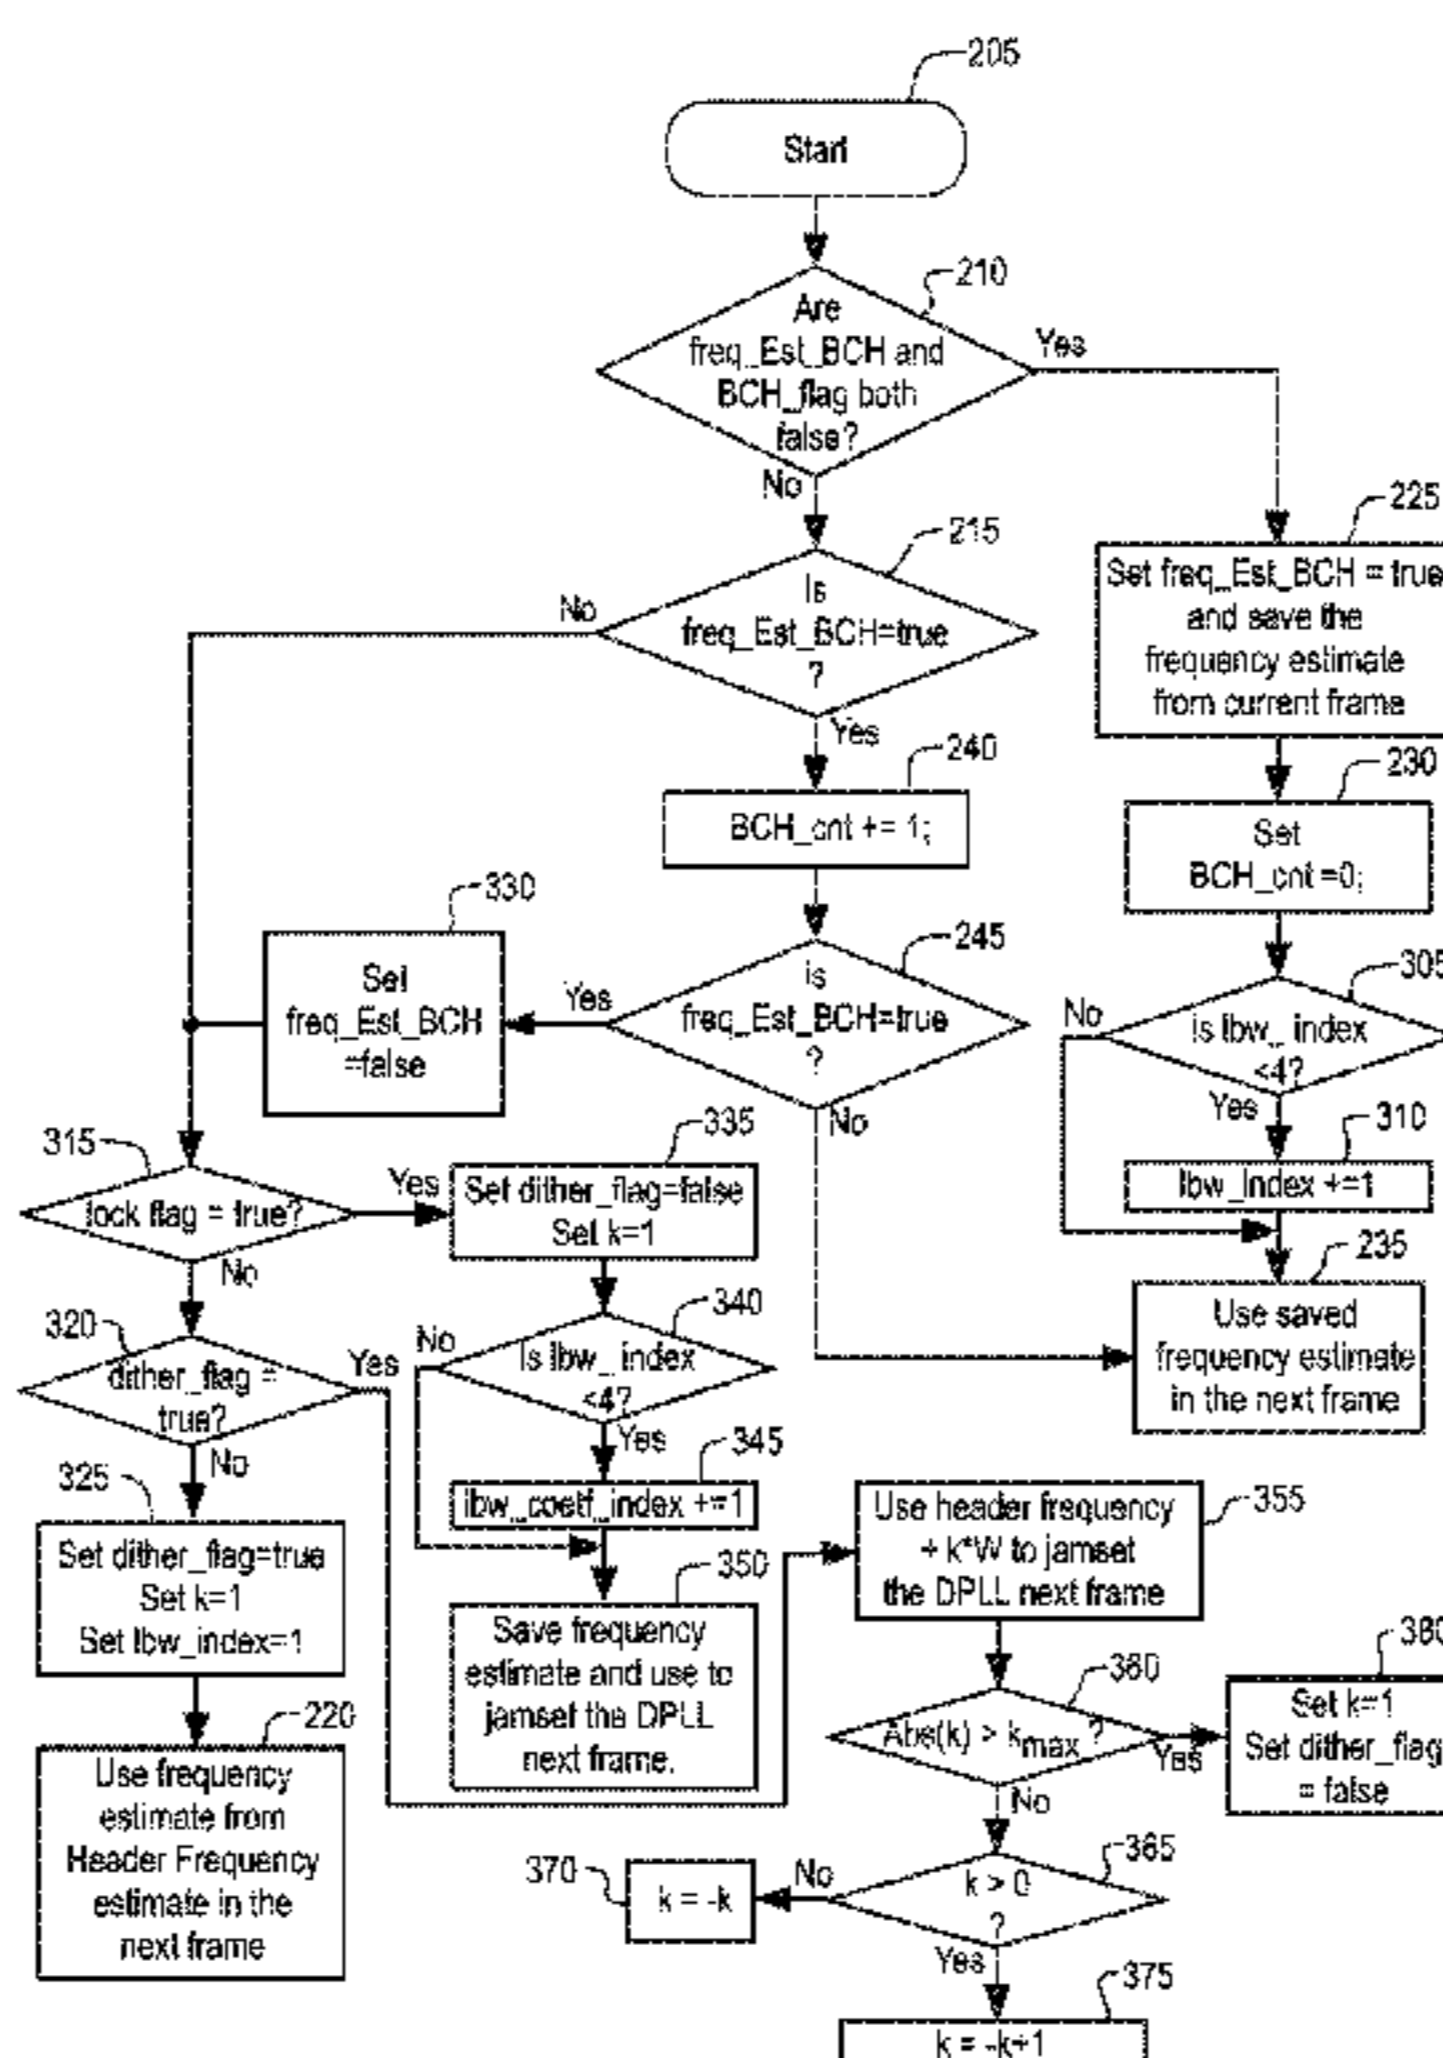 205
Start
210
Are
freq_Est_BCH and
BCH_flag both
false?
Yes
No
215
Is
freq_Est_BCH=true
?
No
Yes
225
Set freq_Est_BCH = true
and save the
frequency estimate
from current frame
240
BCH_cnt += 1;
230
Set
BCH_cnt =0;
330
Set
freq_Est_BCH
=false
245
is
freq_Est_BCH=true
?
Yes
No
305
is lbw_ index
<4?
No
Yes
310
lbw_index +=1
315
lock flag = true?
Yes
No
335
Set dither_flag=false
Set k=1
235
Use saved
frequency estimate
in the next frame
320
dither_flag =
true?
Yes
No
340
Is lbw_ index
<4?
No
Yes
345
lbw_coeff_index +=1
325
Set dither_flag=true
Set k=1
Set lbw_index=1
350
Save frequency
estimate and use to
jamset the DPLL
next frame.
355
Use header frequency
+ k*W to jamset
the DPLL next frame
220
Use frequency
estimate from
Header Frequency
estimate in the
next frame
360
Abs(k) > kmax ?
Yes
No
380
Set k=1
Set dither_flag
= false
365
k > 0
?
No
Yes
370
k = -k
375
k = -k+1